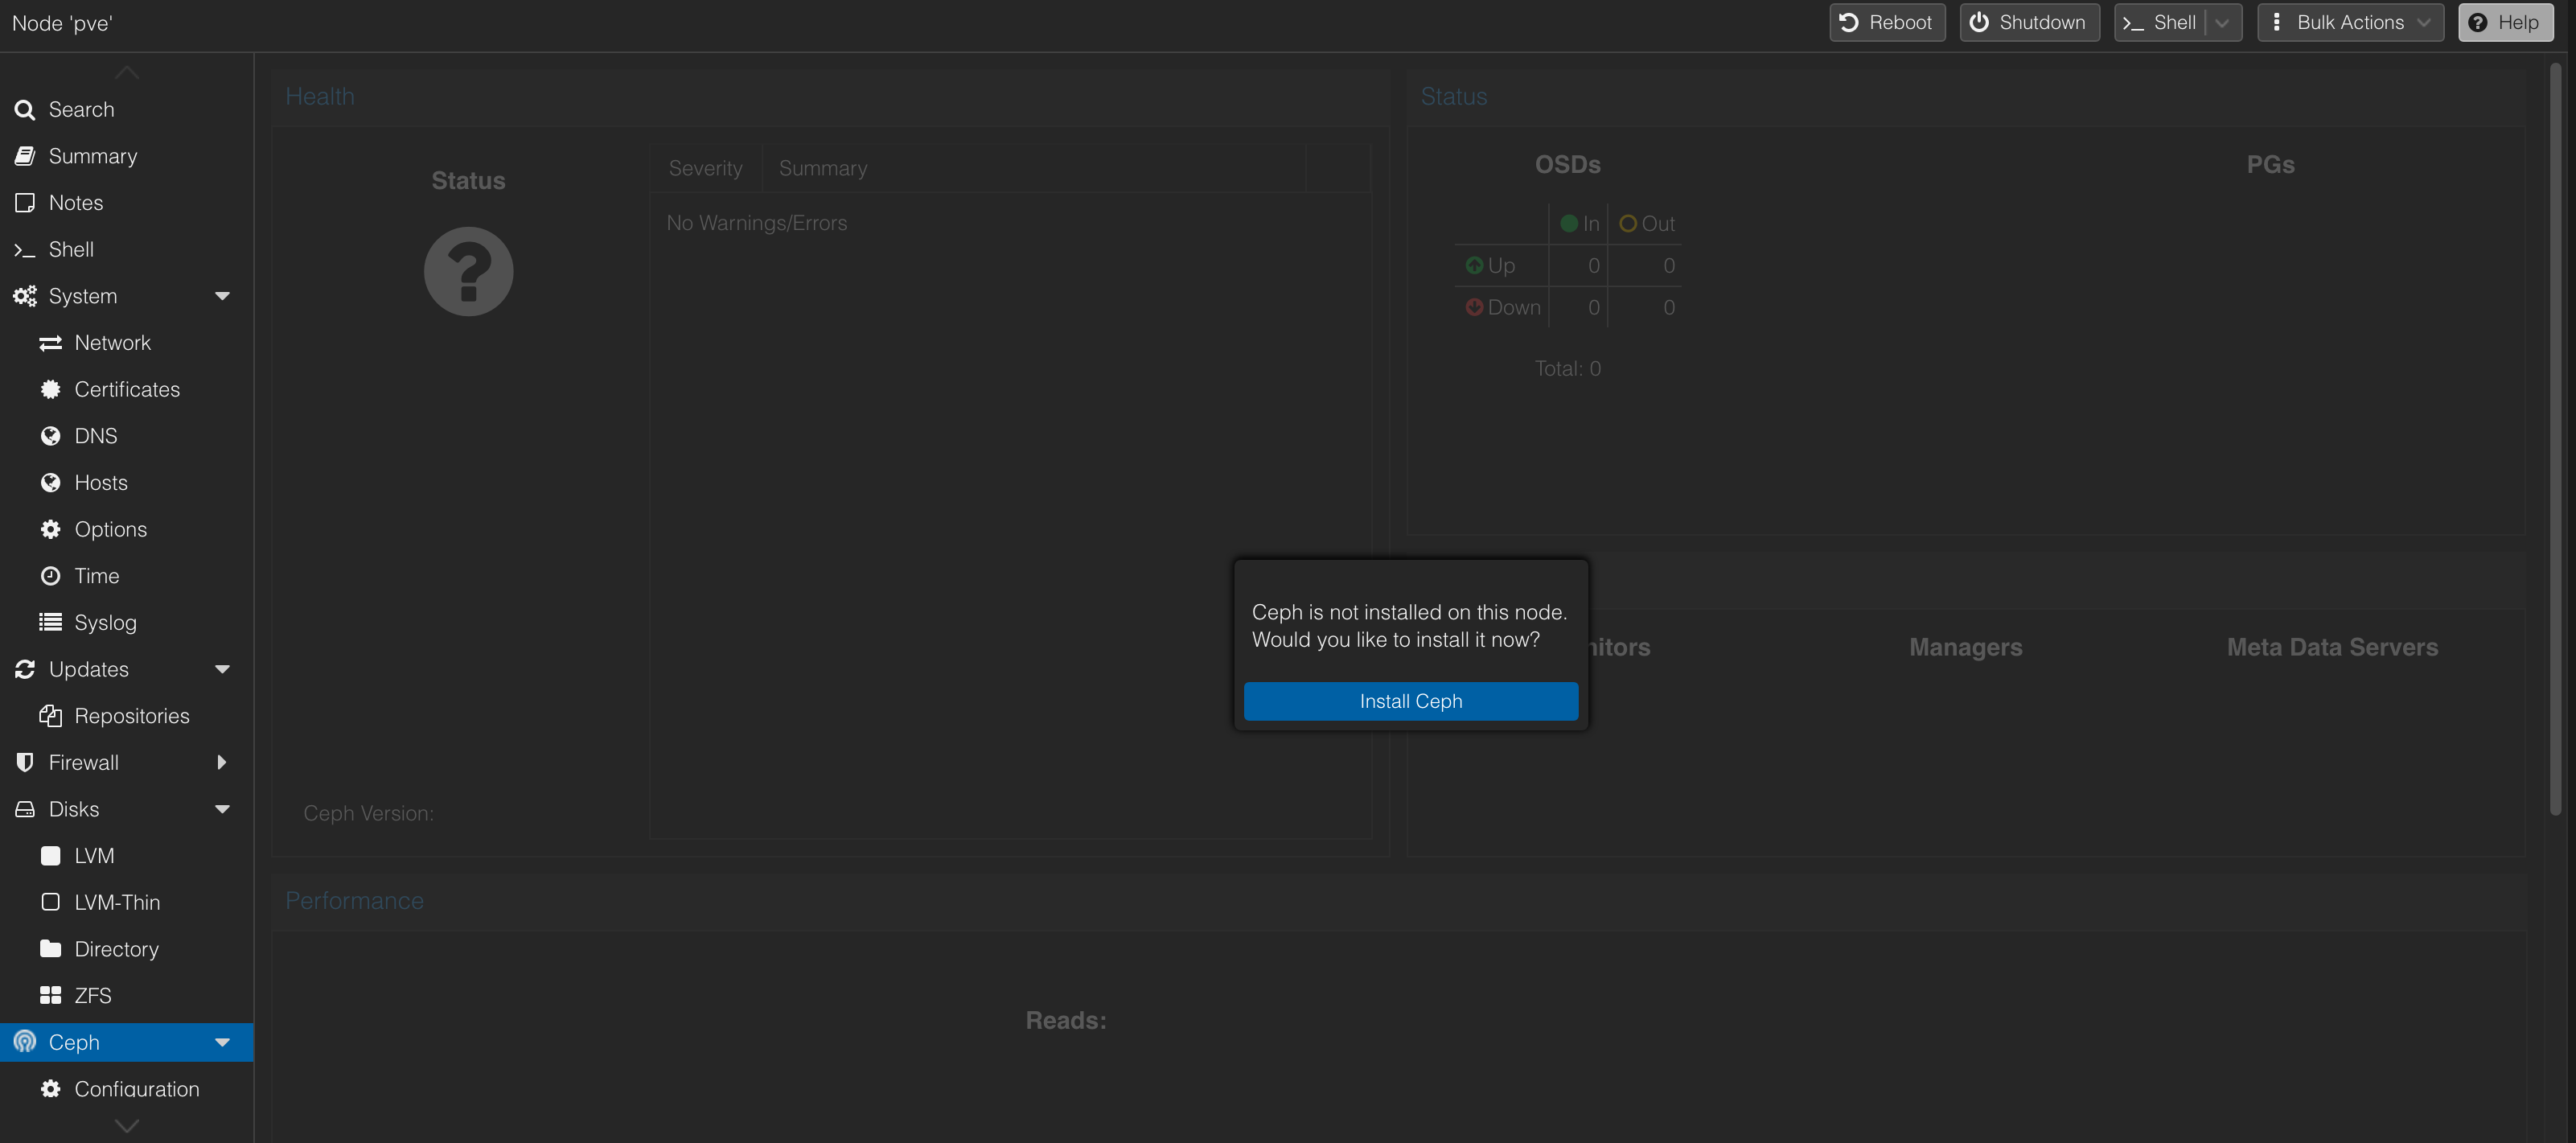 Node 'pve'
Reboot
Shutdown
Shell
Bulk Actions
Help
Search
Summary
Notes
Shell
System
Network
Certificates
DNS
Hosts
Options
Time
Syslog
Updates
Repositories
Firewall
Disks
LVM
LVM-Thin
Directory
ZFS
Ceph
Configuration
Health
Status
Severity Summary
No Warnings/Errors
Ceph Version:
Status
OSDs
PGs
In Out
Up 0 0
Down 0 0
Total: 0
Ceph is not installed on this node.
Would you like to install it now?
Install Ceph
nitors
Managers
Meta Data Servers
Performance
Reads: